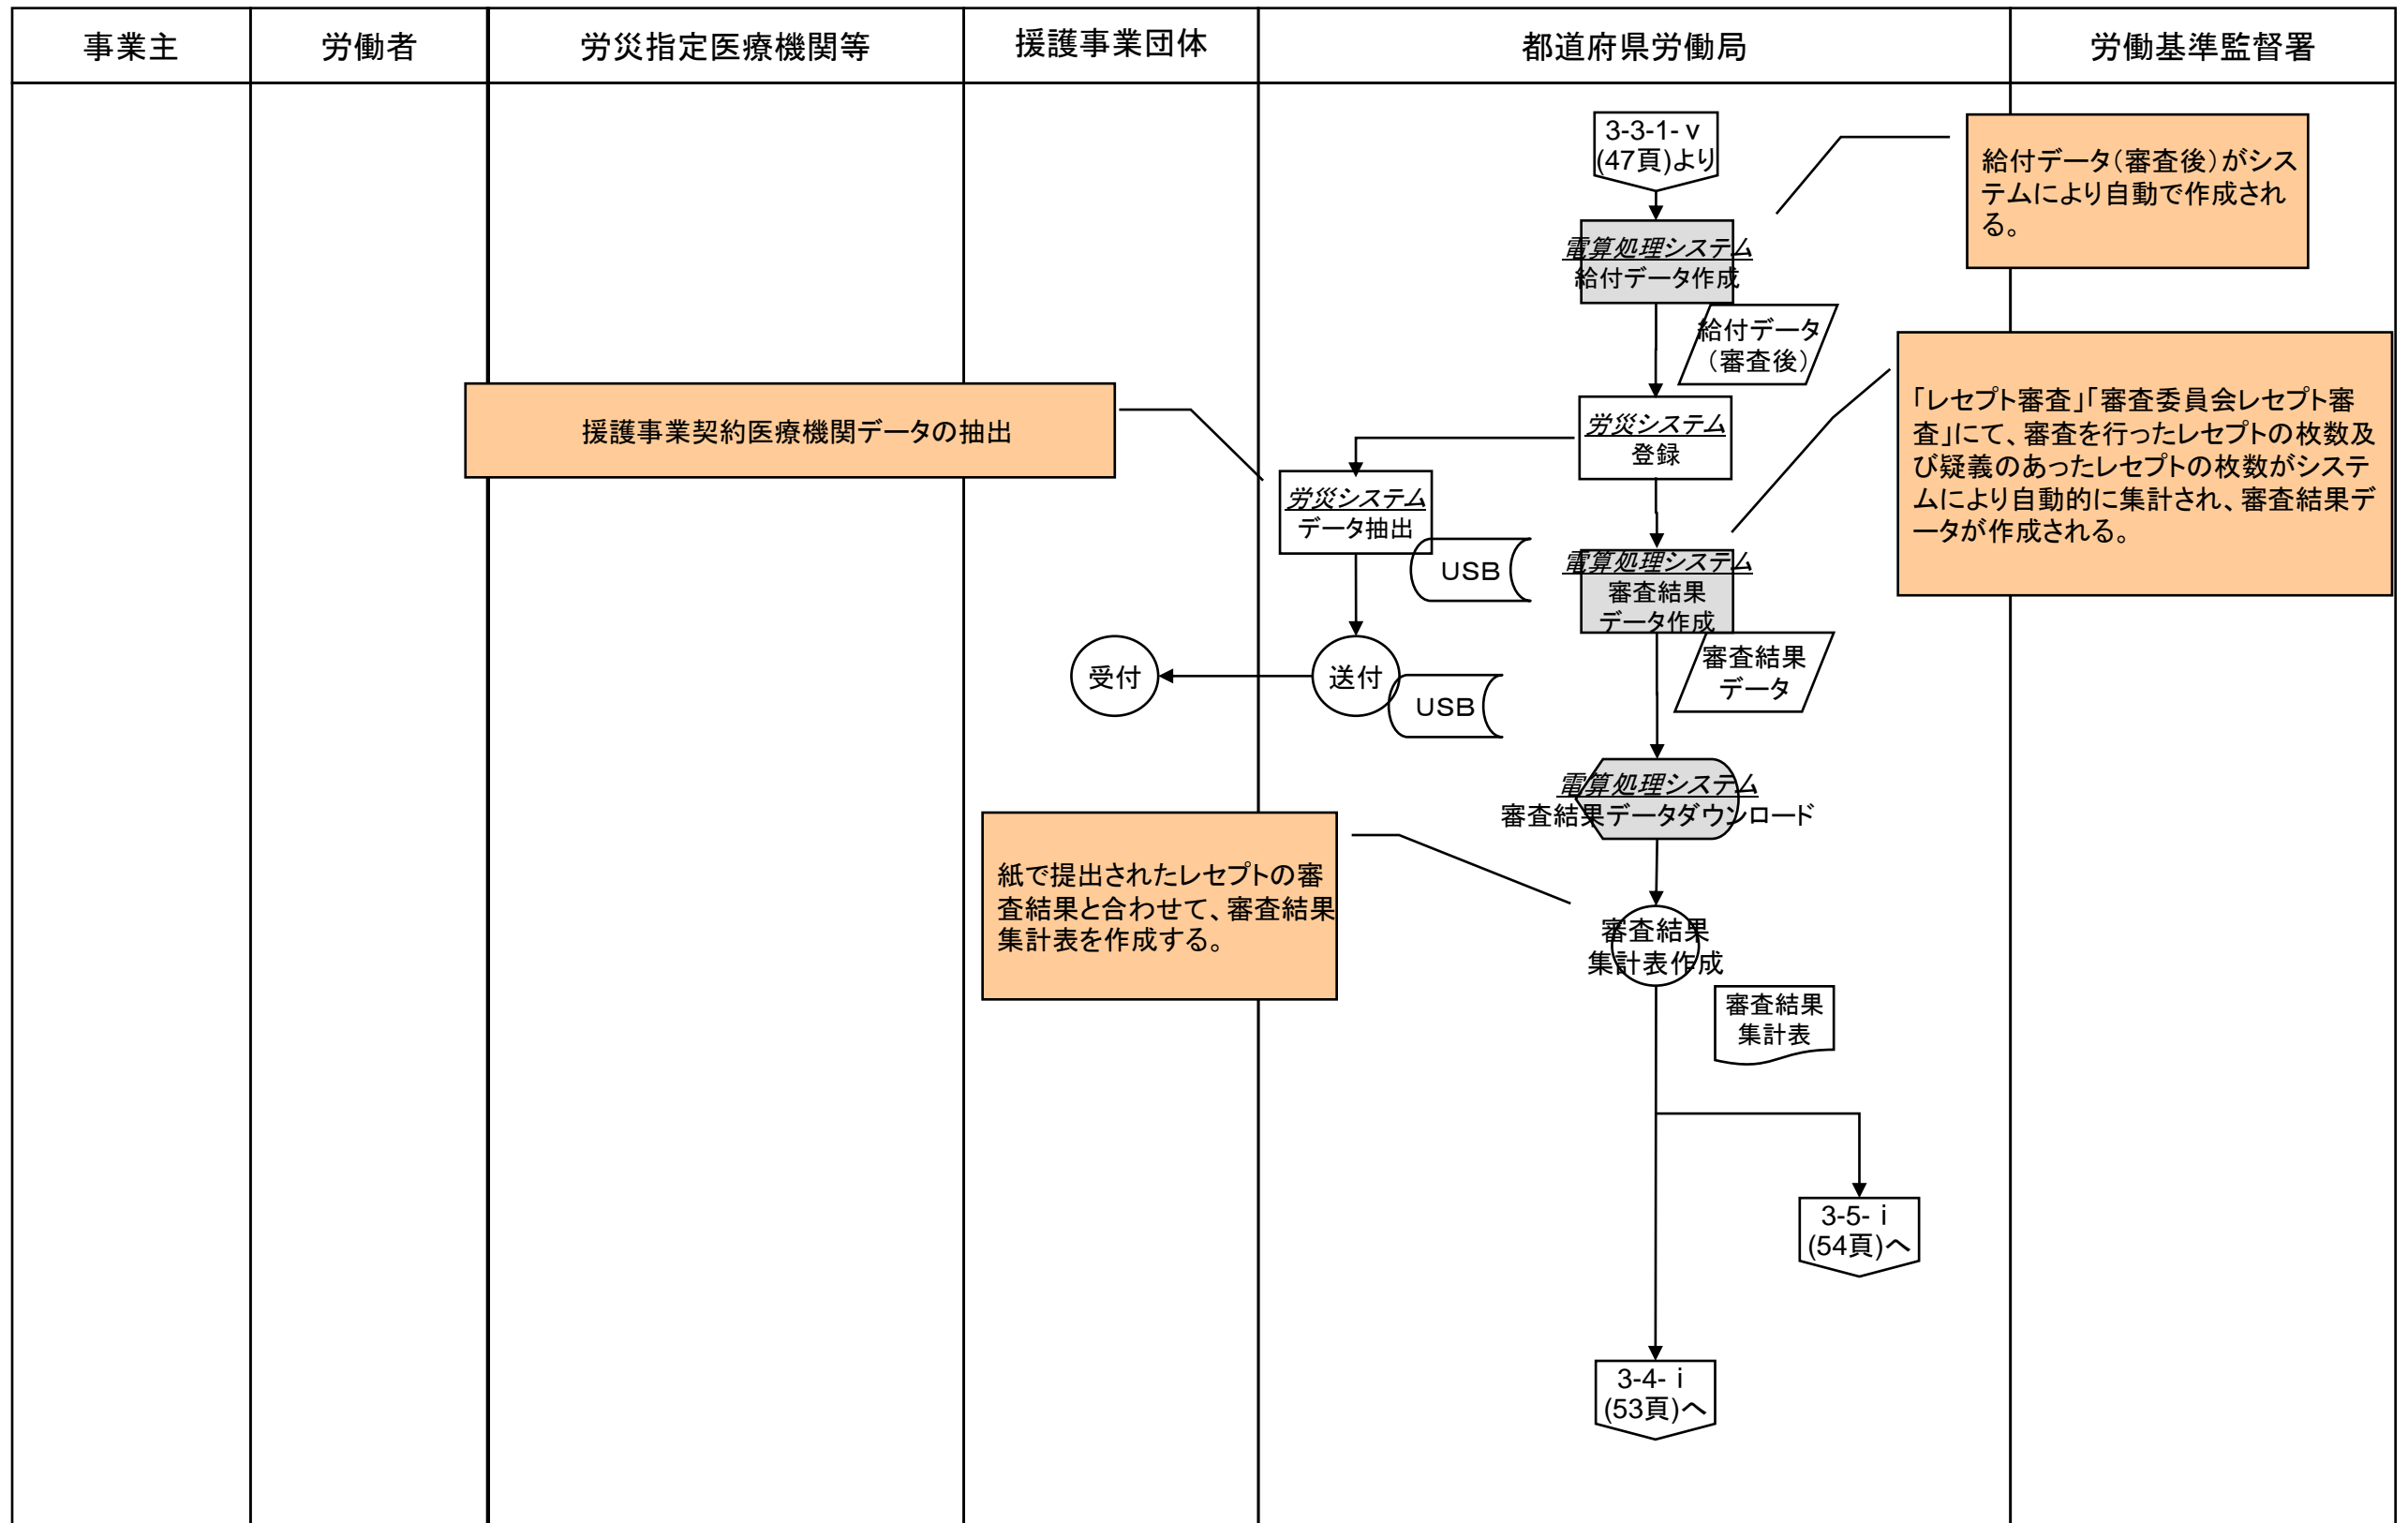 事業主
労働者
労災指定医療機関等
援護事業団体
都道府県労働局
労働基準監督署
3-3-1-ⅴ
(47頁)より
給付データ（審査後）がシス
テムにより自動で作成され
る。
電算処理システム
給付データ作成
給付データ
（審査後）
「レセプト審査」「審査委員会レセプト審
査」にて、審査を行ったレセプトの枚数及
び疑義のあったレセプトの枚数がシステ
ムにより自動的に集計され、審査結果デ
ータが作成される。
援護事業契約医療機関データの抽出
労災システム
登録
労災システム
データ抽出
USB
電算処理システム
審査結果
データ作成
審査結果
データ
受付
送付
USB
電算処理システム
審査結果データダウンロード
紙で提出されたレセプトの審
査結果と合わせて、審査結果
集計表を作成する。
審査結果
集計表作成
審査結果
集計表
3-5-ⅰ
(54頁)へ
3-4-ⅰ
(53頁)へ